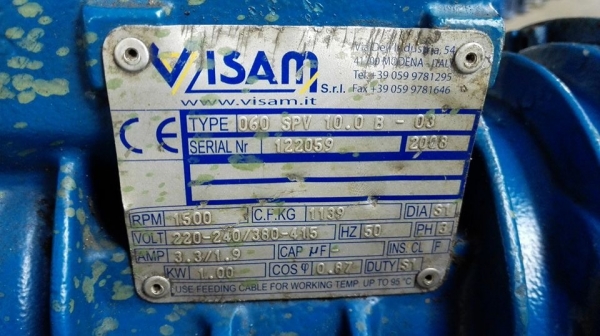 VISAM S.r.l.
www.visam.it
Via Dell'Industria, 54
41100 MODENA - ITALY
Tel +39 059 9781295
Fax +39 059 9781646
CE
TYPE 060 SPV 10.0 B - 03
SERIAL Nr 122059 2008
RPM 1500 C.F.KG 1139 DIA ST
VOLT 220-240/380-415 HZ 50 PH 3
AMP 3.3/1.9 CAP µF - INS.CL F
KW 1.00 COSφ 0.87 DUTY S1
USE FEEDING CABLE FOR WORKING TEMP. UP TO 95°C